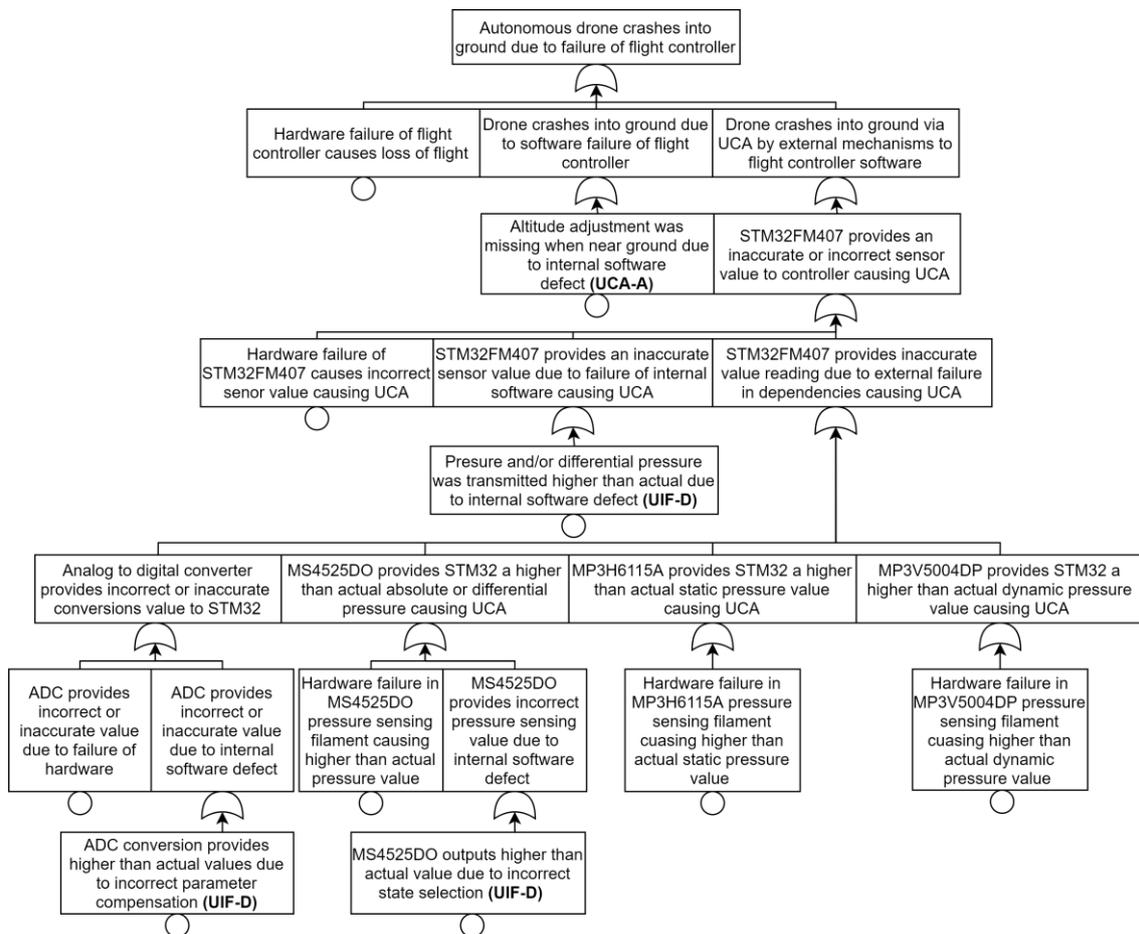 Autonomous drone crashes into
ground due to failure of flight controller
Hardware failure of flight
controller causes loss of flight
Drone crashes into ground due
to software failure of flight
controller
Drone crashes into ground via
UCA by external mechanisms to
flight controller software
Altitude adjustment was
missing when near ground due
to internal software
defect (UCA-A)
STM32FM407 provides an
inaccurate or incorrect sensor
value to controller causing UCA
Hardware failure of
STM32FM407 causes incorrect
senor value causing UCA
STM32FM407 provides an inaccurate
sensor value due to failure of internal
software causing UCA
STM32FM407 provides inaccurate
value reading due to external failure
in dependencies causing UCA
Presure and/or differential pressure
was transmitted higher than actual due
to internal software defect (UIF-D)
Analog to digital converter
provides incorrect or inaccurate
conversions value to STM32
MS4525DO provides STM32 a higher
than actual absolute or differential
pressure causing UCA
MP3H6115A provides STM32 a higher
than actual static pressure value
causing UCA
MP3V5004DP provides STM32 a
higher than actual dynamic pressure
value causing UCA
ADC provides
incorrect or
inaccurate value
due to failure of
hardware
ADC provides
incorrect or
inaccurate value
due to internal
software defect
Hardware failure in
MS4525DO
pressure sensing
filament causing
higher than actual
pressure value
MS4525DO
provides incorrect
pressure sensing
value due to
internal software
defect
Hardware failure in
MP3H6115A pressure
sensing filament
cuasing higher than
actual static pressure
value
Hardware failure in
MP3V5004DP pressure
sensing filament
cuasing higher than
actual dynamic
pressure value
ADC conversion provides
higher than actual values due
to incorrect parameter
compensation (UIF-D)
MS4525DO outputs higher than
actual value due to incorrect
state selection (UIF-D)